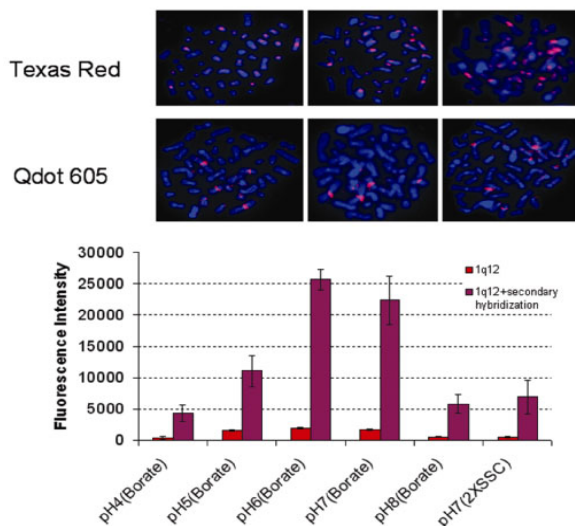 Texas Red
Qdot 605
30000
25000
20000
15000
10000
5000
0
Fluorescence Intensity
1q12
1q12+secondary
hybridization
pH4(Borate)
pH5(Borate)
pH6(Borate)
pH7(Borate)
pH8(Borate)
pH7(2XSSC)